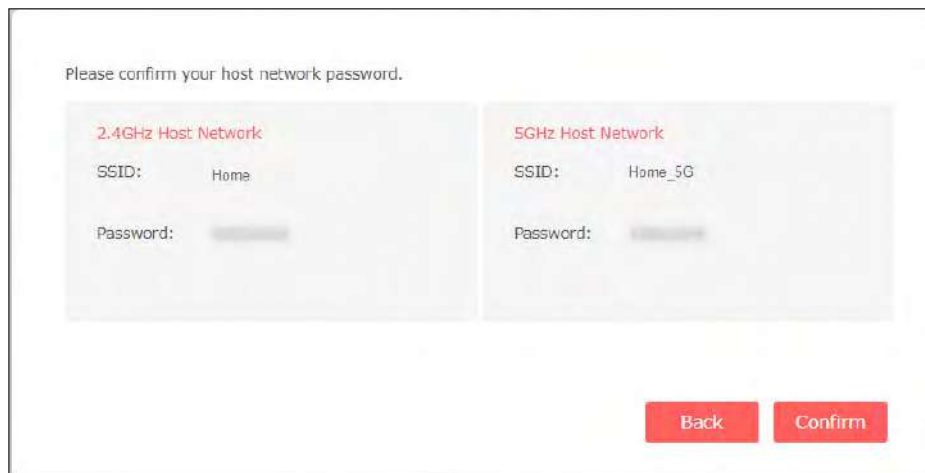 Please confirm your host network password.
2.4GHz Host Network
SSID: Home
Password:
5GHz Host Network
SSID: Home_5G
Password:
Back
Confirm